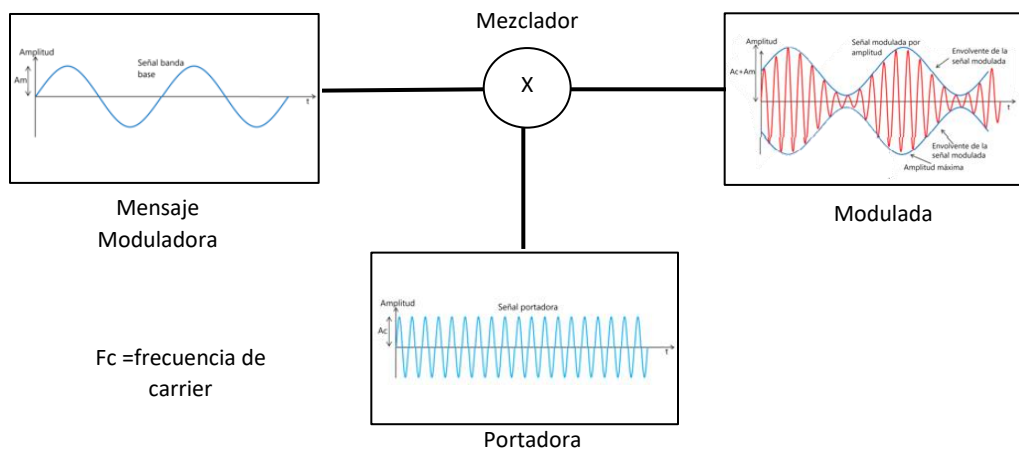 Mezclador
X
Amplitud
Am
Señal banda
base
t
Mensaje
Moduladora
Amplitud
Señal modulada por
amplitud
Envolvente de la
señal modulada
Ac+Am
t
Envolvente de la
señal modulada
Amplitud máxima
Modulada
Amplitud
Señal portadora
Ac
t
Portadora
Fc =frecuencia de
carrier